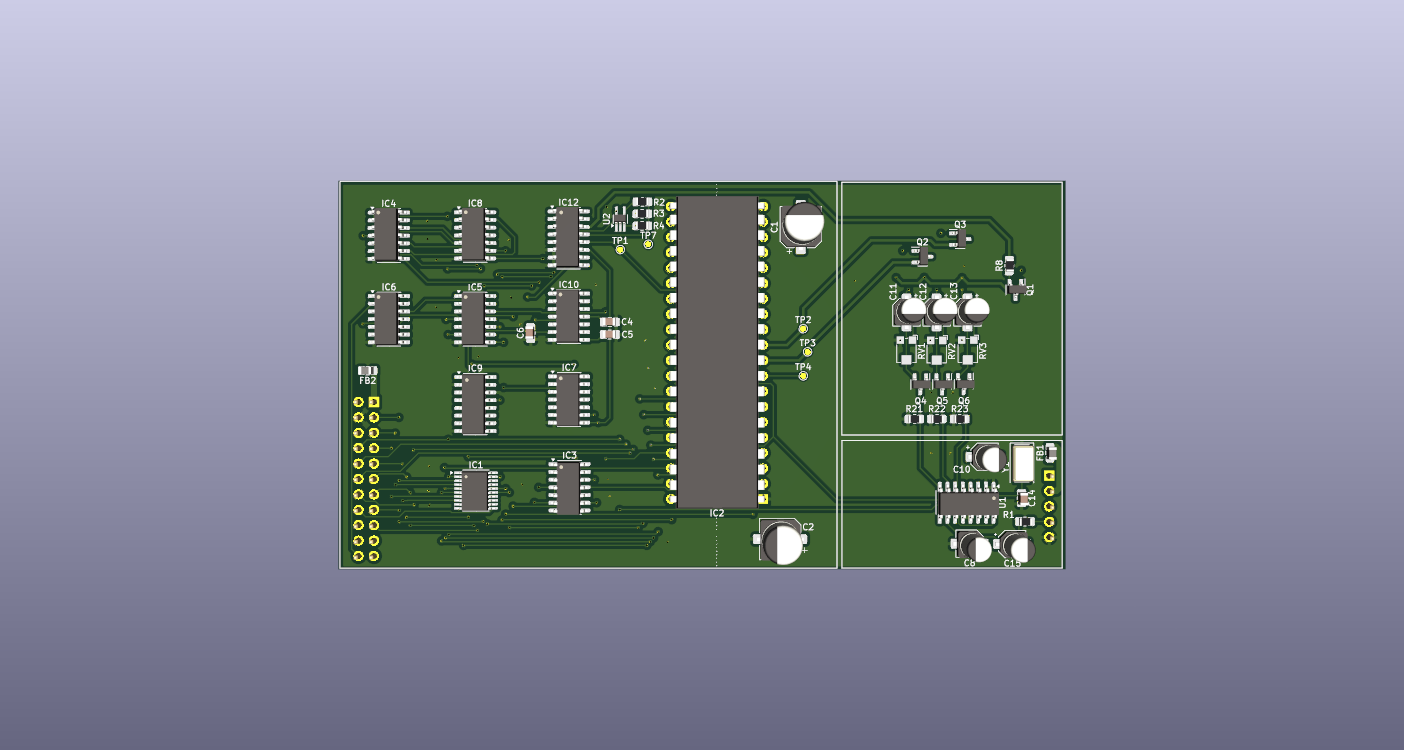 IC4
IC8
IC12
U2
R2
R3
R4
TP7
TP1
C1
+
Q3
Q2
R8
Q1
IC6
IC5
IC10
C6
C4
C5
TP2
TP3
TP4
C11
C12
C13
RV1
RV2
RV3
FB2
IC9
IC7
Q4
Q5
Q6
R21
R22
R23
IC1
IC3
IC2
C2
+
C10
FB1
C14
U1
R1
C15